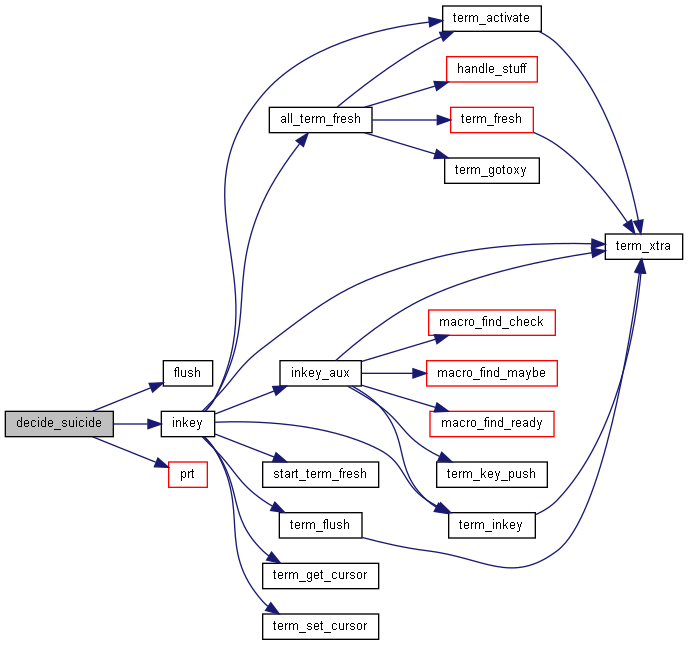 term_activate
handle_stuff
all_term_fresh
term_fresh
term_gotoxy
term_xtra
macro_find_check
flush
inkey_aux
macro_find_maybe
decide_suicide
inkey
macro_find_ready
prt
start_term_fresh
term_key_push
term_flush
term_inkey
term_get_cursor
term_set_cursor